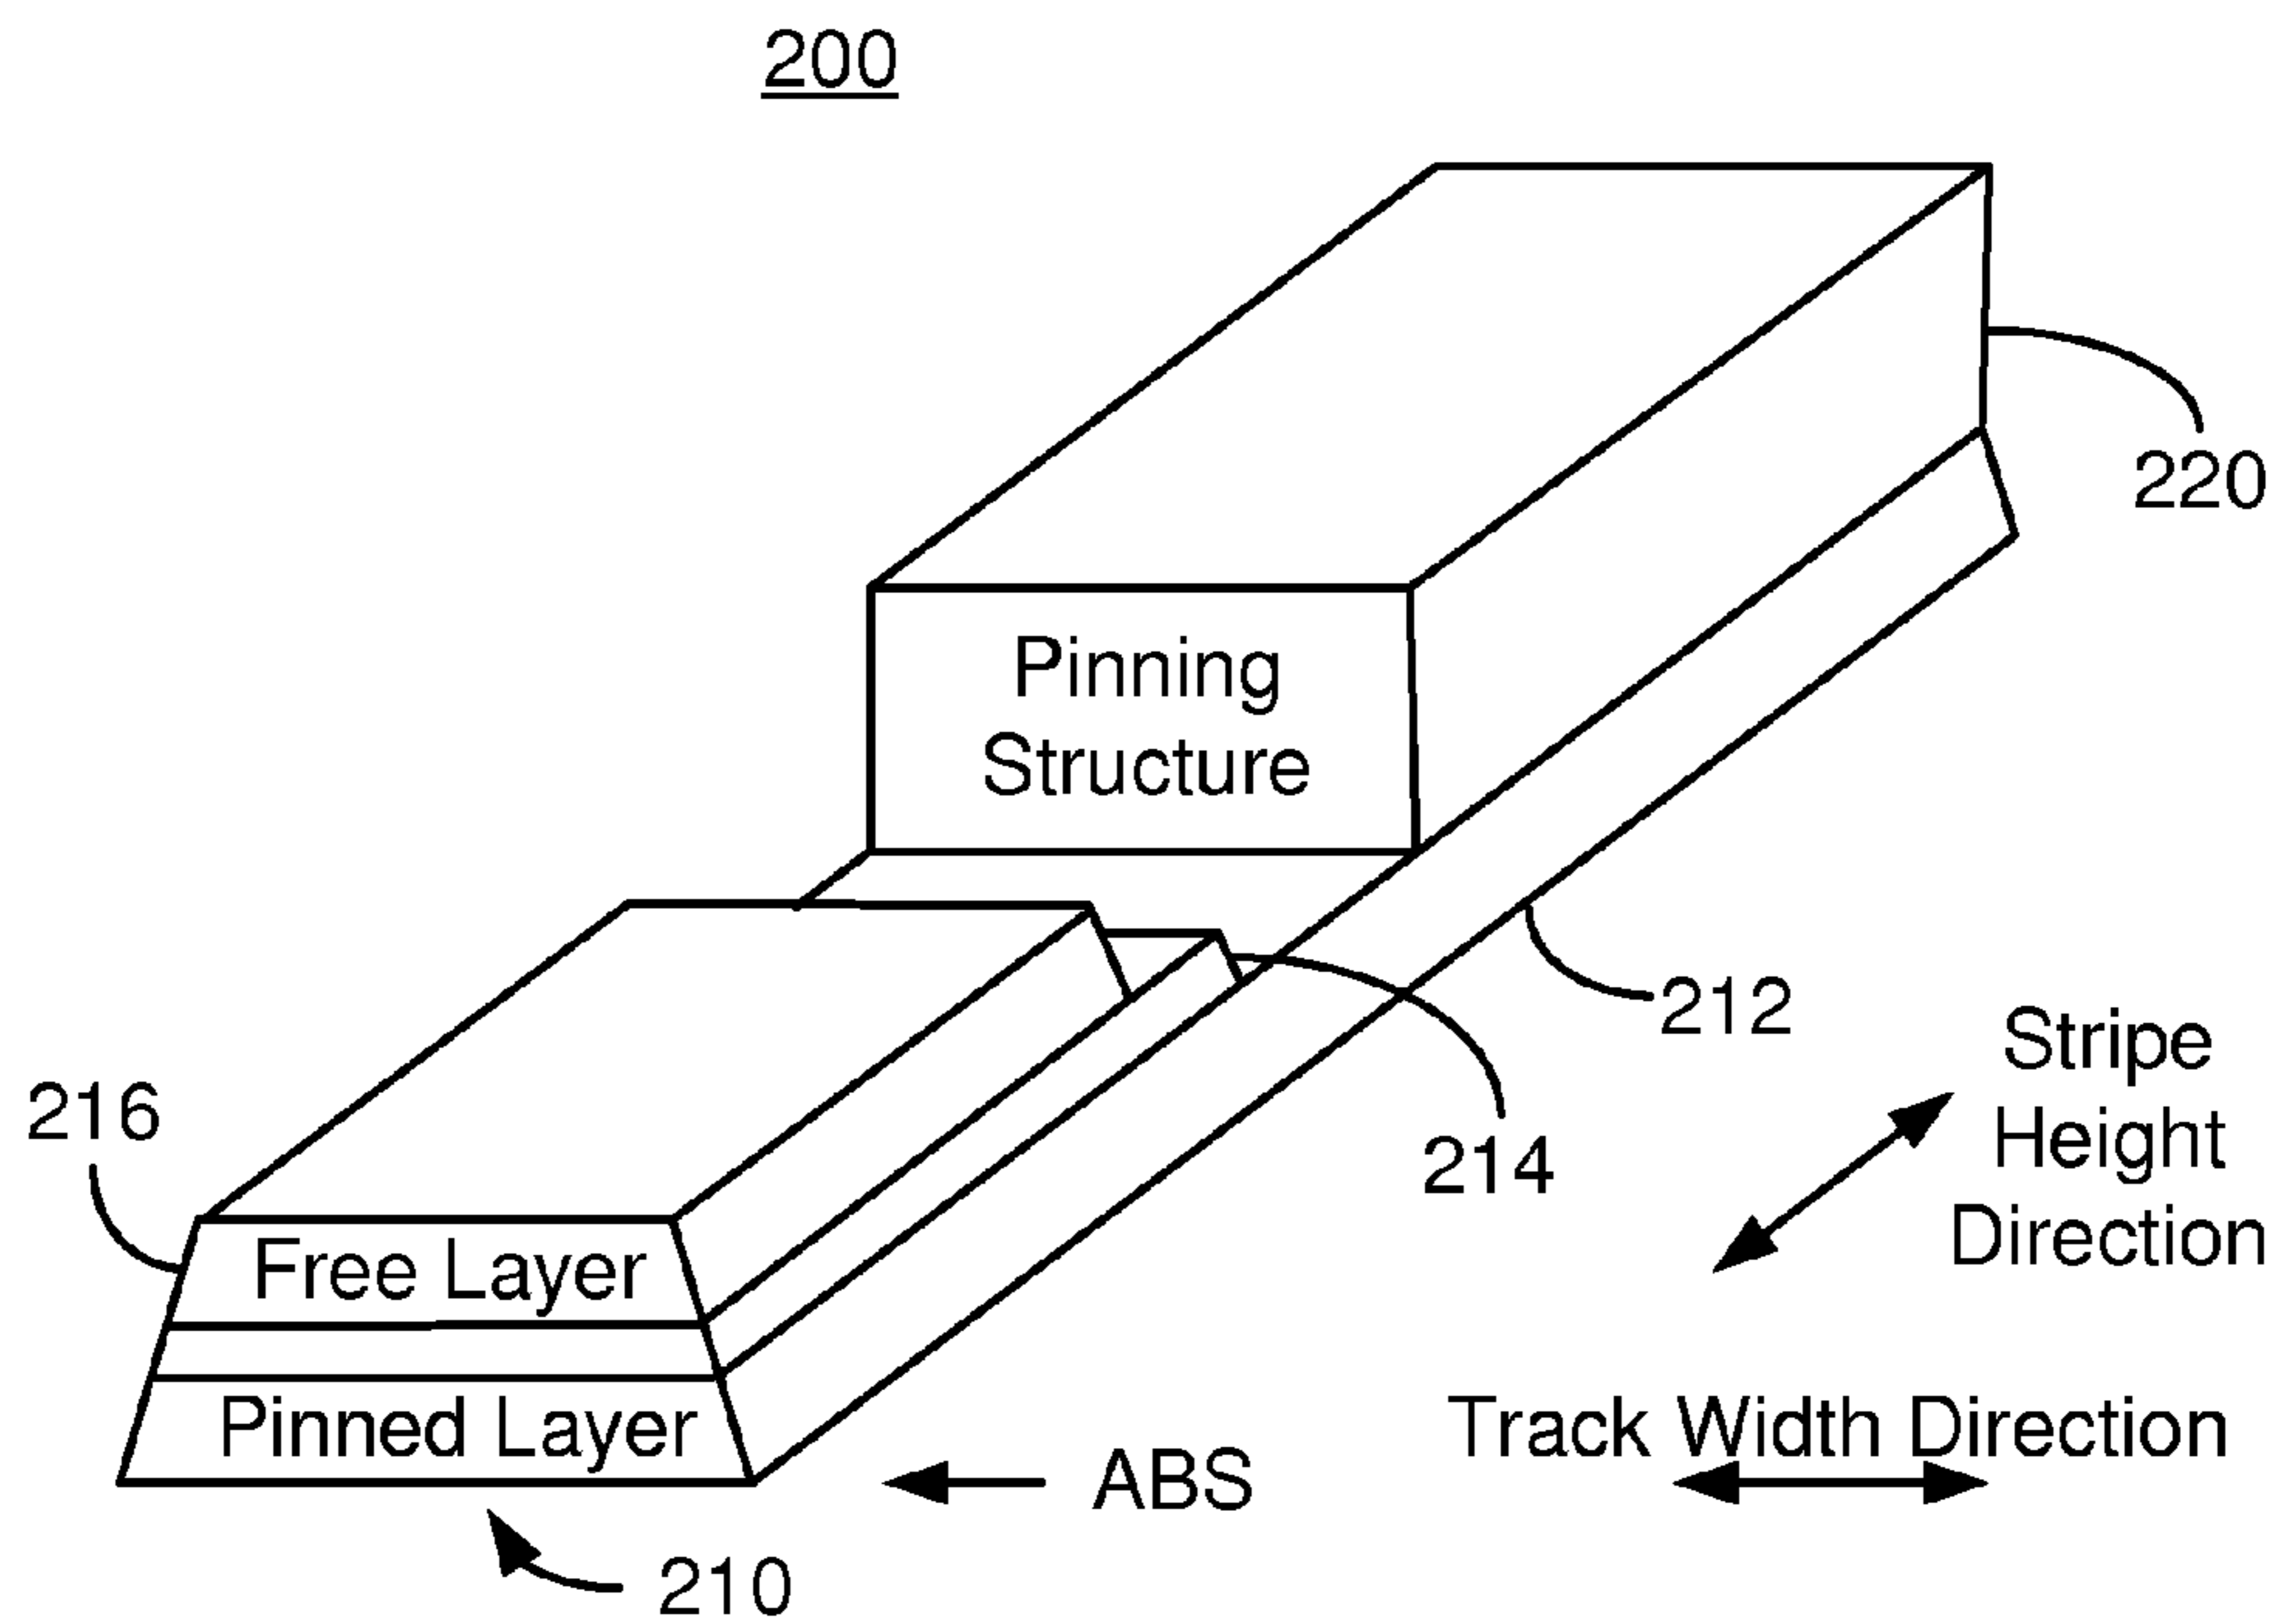 200
220
Pinning
Structure
212
Stripe
Height
Direction
216
214
Free Layer
Pinned Layer
Track Width Direction
ABS
210